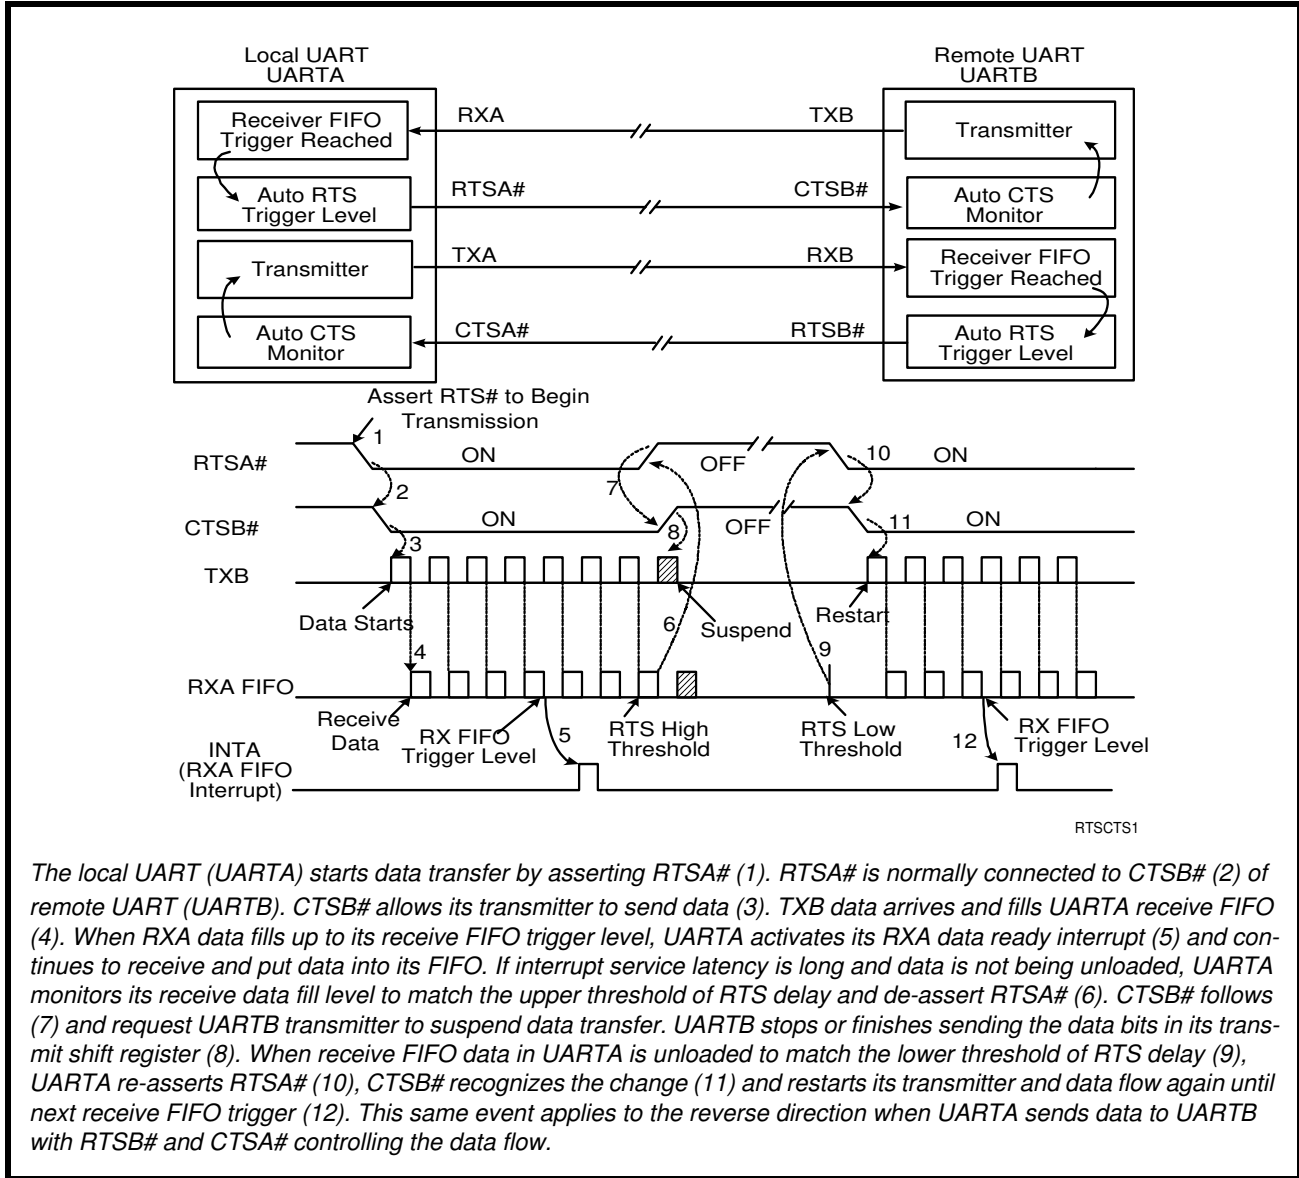 Local UART
UARTA
Remote UART
UARTB
Receiver FIFO
Trigger Reached
RXA
TXB
Transmitter
Auto RTS
Trigger Level
RTSA#
CTSB#
Auto CTS
Monitor
Transmitter
TXA
RXB
Receiver FIFO
Trigger Reached
Auto CTS
Monitor
CTSA#
RTSB#
Auto RTS
Trigger Level
Assert RTS# to Begin
Transmission
RTSA#
1
ON
OFF
10
ON
2
7
CTSB#
ON
8
OFF
11
ON
3
TXB
Data Starts
6
Suspend
Restart
4
9
RXA FIFO
Receive
Data
RX FIFO
Trigger Level
5
RTS High
Threshold
RTS Low
Threshold
12
RX FIFO
Trigger Level
INTA
(RXA FIFO
Interrupt)
RTSCTS1
The local UART (UARTA) starts data transfer by asserting RTSA# (1). RTSA# is normally connected to CTSB# (2) of
remote UART (UARTB). CTSB# allows its transmitter to send data (3). TXB data arrives and fills UARTA receive FIFO
(4). When RXA data fills up to its receive FIFO trigger level, UARTA activates its RXA data ready interrupt (5) and con-
tinues to receive and put data into its FIFO. If interrupt service latency is long and data is not being unloaded, UARTA
monitors its receive data fill level to match the upper threshold of RTS delay and de-assert RTSA# (6). CTSB# follows
(7) and request UARTB transmitter to suspend data transfer. UARTB stops or finishes sending the data bits in its trans-
mit shift register (8). When receive FIFO data in UARTA is unloaded to match the lower threshold of RTS delay (9),
UARTA re-asserts RTSA# (10), CTSB# recognizes the change (11) and restarts its transmitter and data flow again until
next receive FIFO trigger (12). This same event applies to the reverse direction when UARTA sends data to UARTB
with RTSB# and CTSA# controlling the data flow.